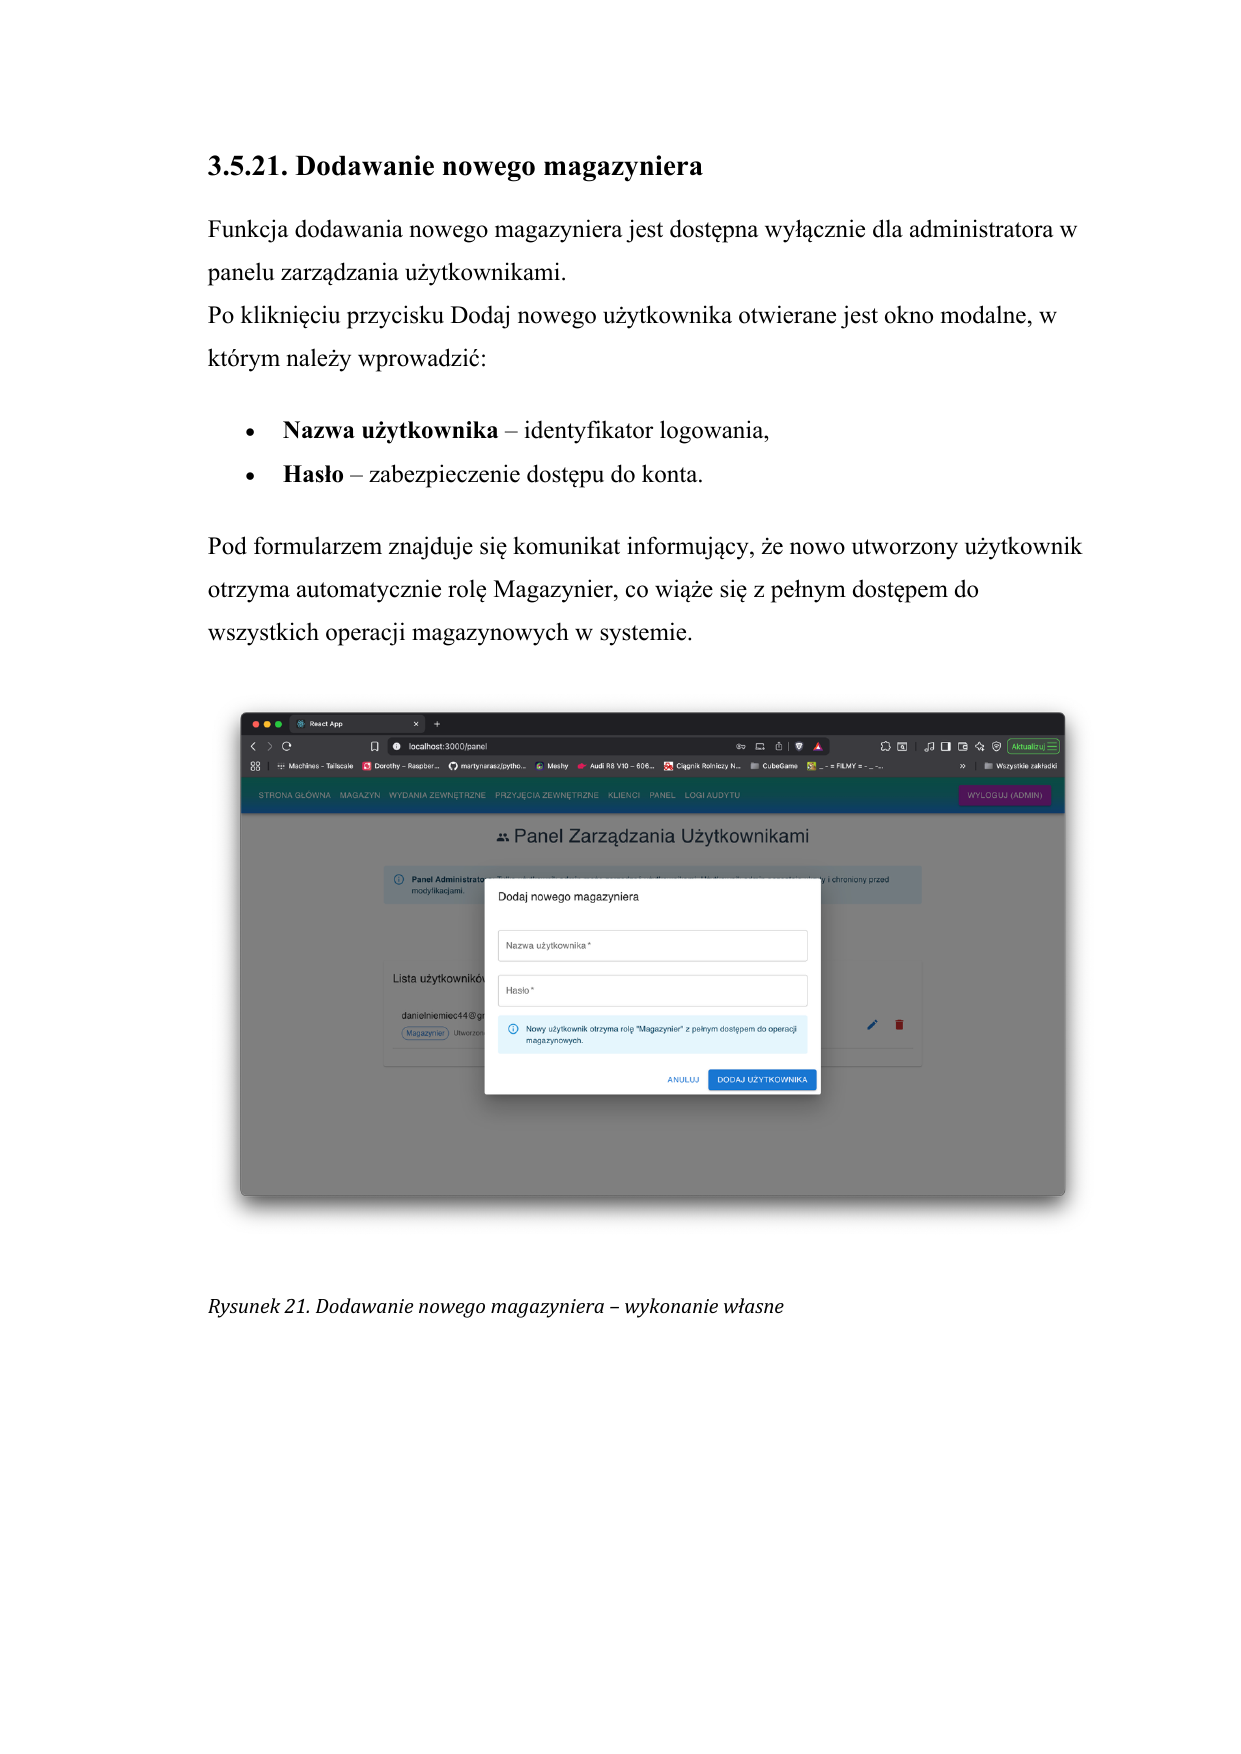 3.5.21. Dodawanie nowego magazyniera
Funkcja dodawania nowego magazyniera jest dostępna wyłącznie dla administratora w
panelu zarządzania użytkownikami.
Po kliknięciu przycisku Dodaj nowego użytkownika otwierane jest okno modalne, w
którym należy wprowadzić:
• Nazwa użytkownika – identyfikator logowania,
• Hasło – zabezpieczenie dostępu do konta.
Pod formularzem znajduje się komunikat informujący, że nowo utworzony użytkownik
otrzyma automatycznie rolę Magazynier, co wiąże się z pełnym dostępem do
wszystkich operacji magazynowych w systemie.
React App
localhost:3000/panel
Aktualizuj
Machines – Tailscale Dorothy – Raspber... martynarasz/pytho... Meshy Audi R8 V10 – 606... Ciągnik Rolniczy N... CubeGame _ - = FILMY = - _ -... » Wszystkie zakładki
STRONA GŁÓWNA MAGAZYN WYDANIA ZEWNĘTRZNE PRZYJĘCIA ZEWNĘTRZNE KLIENCI PANEL LOGI AUDYTU WYLOGUJ (ADMIN)
Panel Zarządzania Użytkownikami
Panel Administrato y i chroniony przed
modyfikacjami.
Dodaj nowego magazyniera
Nazwa użytkownika *
Lista użytkowników
Hasło *
danielniemiec44@gr
Magazynier Utworzen
Nowy użytkownik otrzyma rolę "Magazynier" z pełnym dostępem do operacji
magazynowych.
ANULUJ DODAJ UŻYTKOWNIKA
Rysunek 21. Dodawanie nowego magazyniera – wykonanie własne